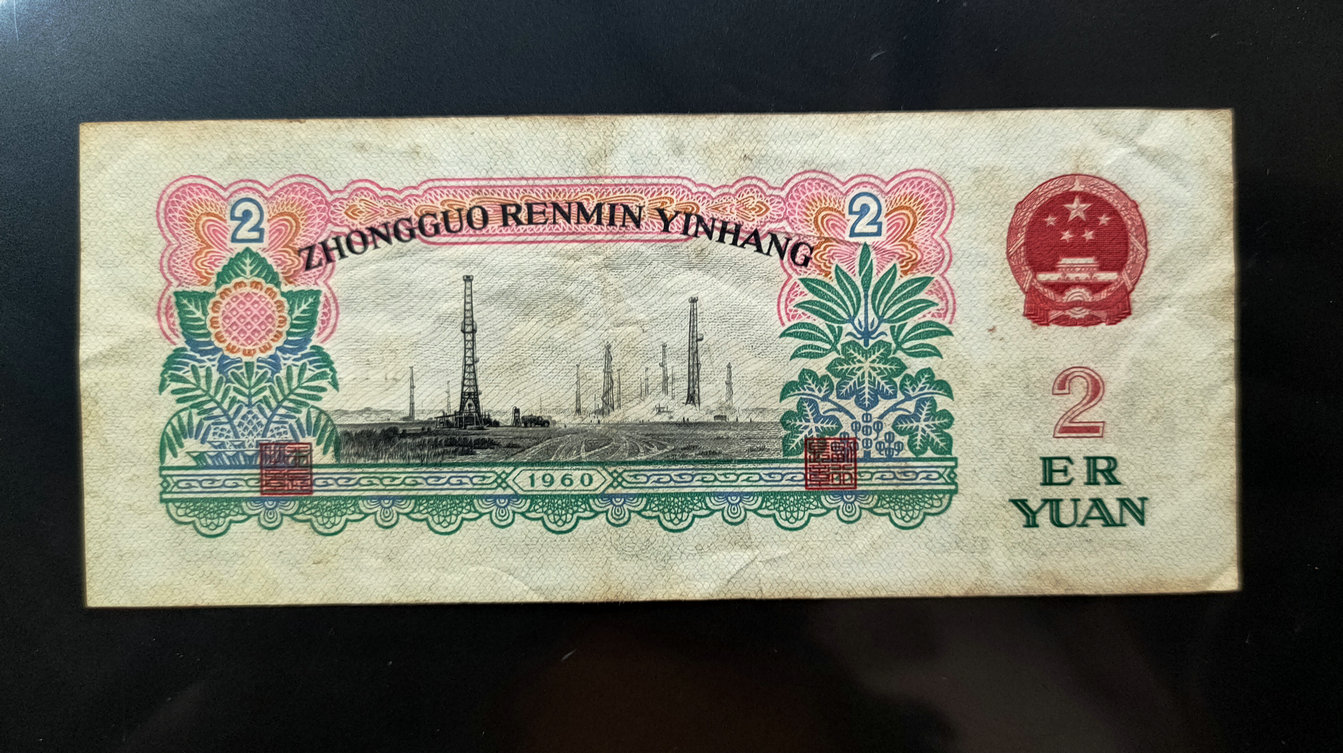 2
2
ZHONGGUO RENMIN YINHANG
1960
2
ER
YUAN